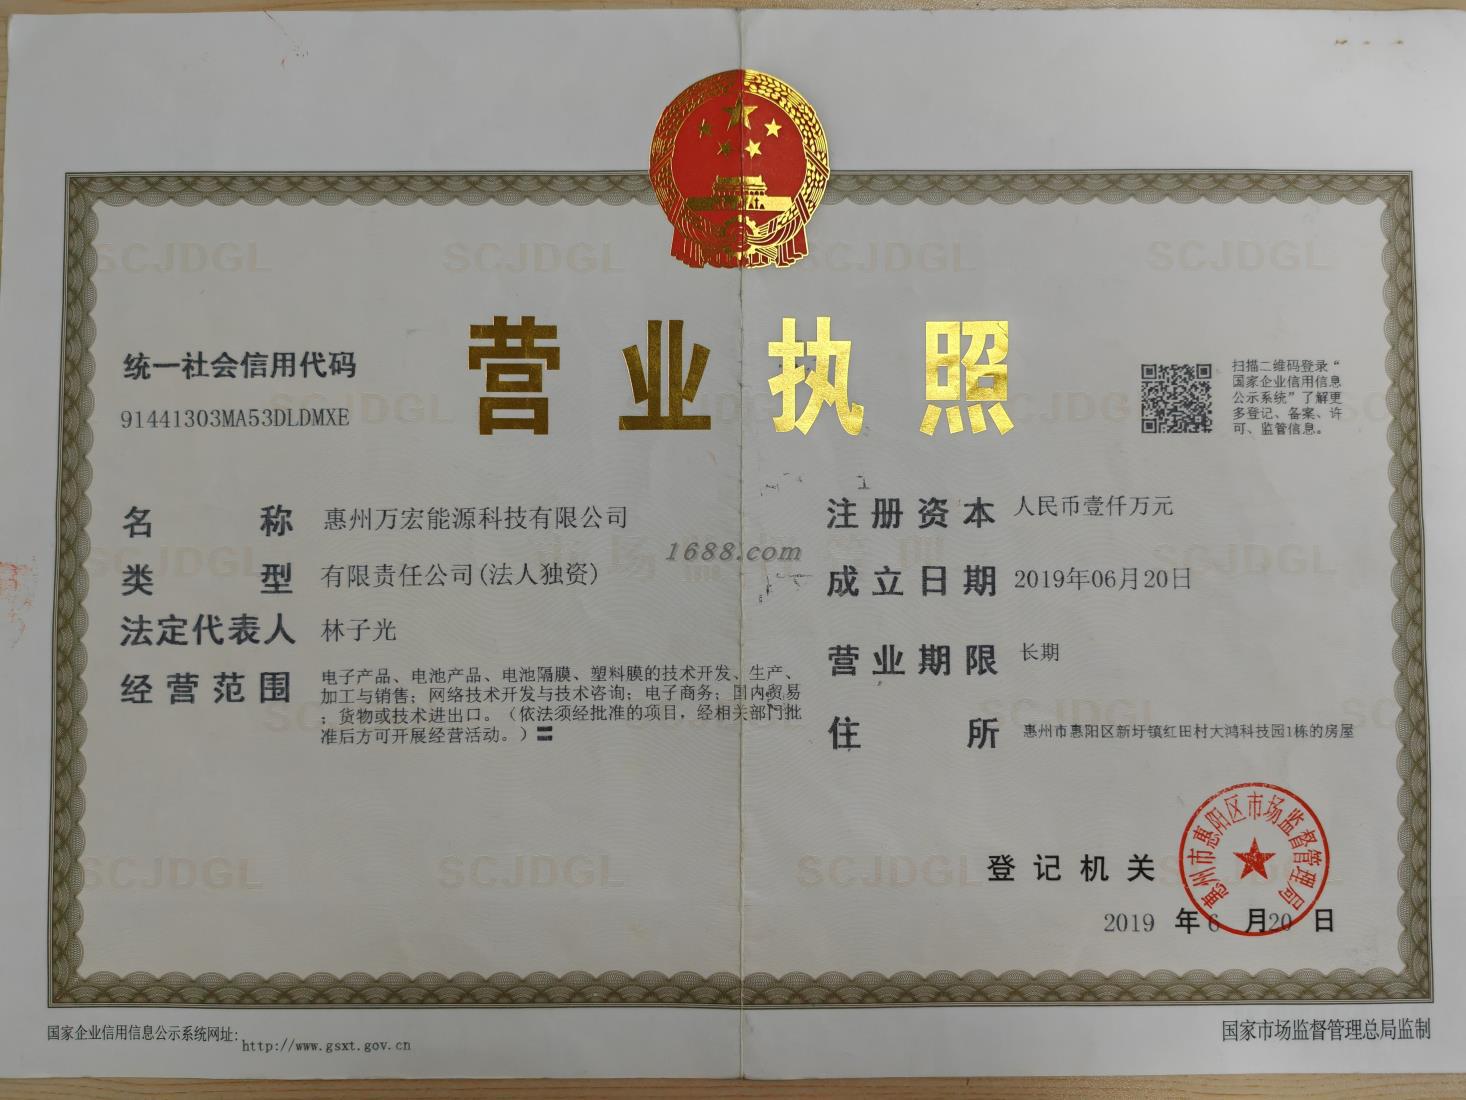 营业执照
统一社会信用代码
91441303MA53DLDMXE
扫描二维码登录“
国家企业信用信息
公示系统”了解更
多登记、备案、许
可、监管信息。
名称 惠州万宏能源科技有限公司
类型 有限责任公司(法人独资)
法定代表人 林子光
经营范围 电子产品、电池产品、电池隔膜、塑料膜的技术开发、生产、
加工与销售；网络技术开发与技术咨询；电子商务；国内贸易
；货物或技术进出口。（依法须经批准的项目，经相关部门批
准后方可开展经营活动。）
注册资本 人民币壹仟万元
成立日期 2019年06月20日
营业期限 长期
住所 惠州市惠阳区新圩镇红田村大鸿科技园1栋的房屋
1688.com
登记机关
惠州市惠阳区市场监督管理局
2019 年 6 月 20 日
国家企业信用信息公示系统网址：
http://www.gsxt.gov.cn
国家市场监督管理总局监制
SCJDGL SCJDGL SCJDGL SCJDGL